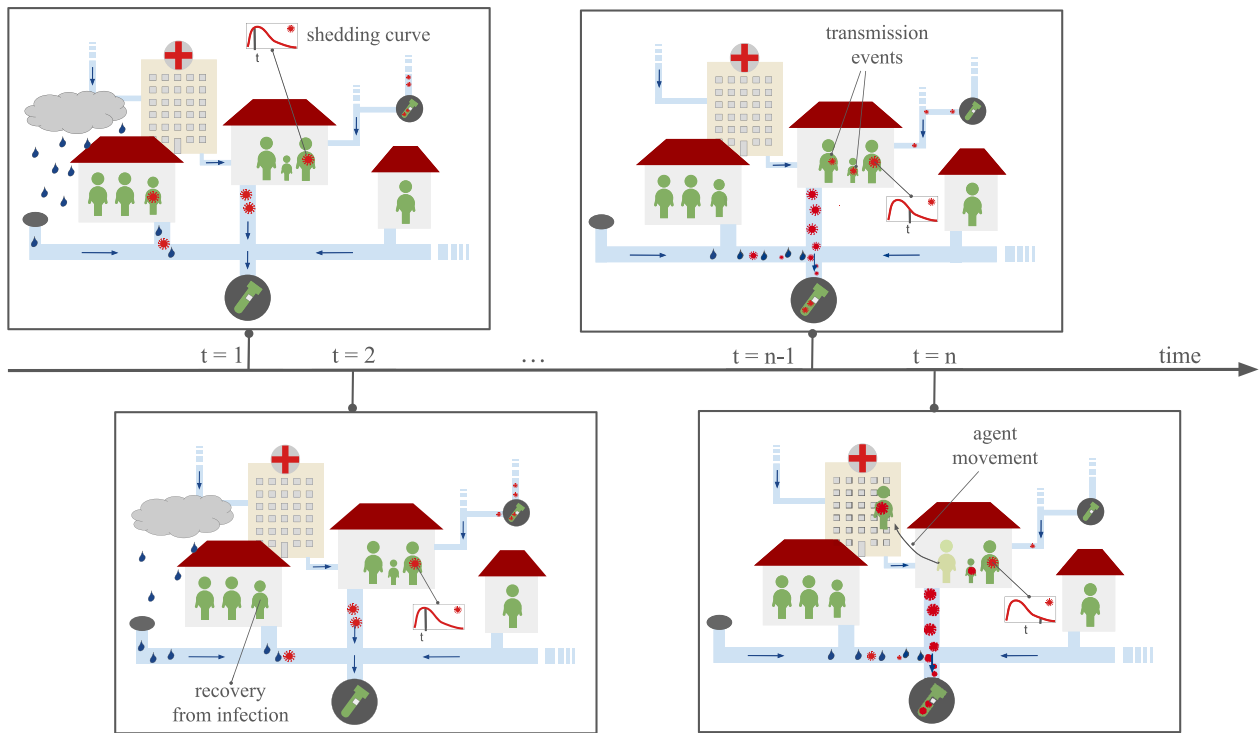 shedding curve
t
transmission
events
t
t = 1
t = 2
...
t = n-1
t = n
time
agent
movement
t
t
recovery
from infection